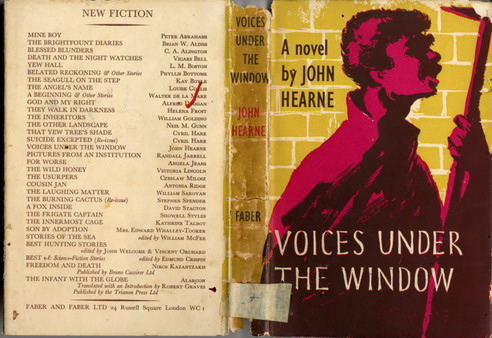 NEW FICTION
MINE BOY PETER ABRAHAMS
THE BRIGHTFOUNT DIARIES BRIAN W. ALDISS
BLESSED BLUNDERS C. A. ALINGTON
DEATH AND THE NIGHT WATCHES VICARS BELL
YEW HALL L. M. BOSTON
BELATED RECKONING & Other Stories PHYLLIS BOTTOME
THE SEAGULL ON THE STEP KAY BOYLE
THE ANGEL'S NAME LOUISE COLLIS
A BEGINNING & Other Stories WALTER DE LA MARE
GOD AND MY RIGHT ALFRED DUGGAN
THEY WALK IN DARKNESS HELENA FROST
THE INHERITORS WILLIAM GOLDING
THE OTHER LANDSCAPE NEIL M. GUNN
THAT YEW TREE'S SHADE CYRIL HARE
SUICIDE EXCEPTED (Re-issue) CYRIL HARE
VOICES UNDER THE WINDOW JOHN HEARNE
PICTURES FROM AN INSTITUTION RANDALL JARRELL
FOR WORSE ANGELA JEANS
THE WILD HONEY VICTORIA LINCOLN
THE USURPERS CZESLAW MILOSZ
COUSIN JAN ANTONIA RIDGE
THE LAUGHING MATTER WILLIAM SAROYAN
THE BURNING CACTUS (Re-issue) STEPHEN SPENDER
A FOX INSIDE DAVID STACTON
THE FRIGATE CAPTAIN SHOWELL STYLES
THE INNERMOST CAGE KATHRINE TALBOT
SON BY ADOPTION MRS. EDWARD WHALLEY-TOOKER
STORIES OF THE SEA edited by WILLIAM MCFEE
BEST HUNTING STORIES
edited by JOHN WELCOME & VINCENT ORCHARD
BEST SF: Science-Fiction Stories edited by EDMUND CRISPIN
FREEDOM AND DEATH NIKOS KAZANTZAKIS
Published by Bruno Cassirer Ltd
THE INFANT WITH THE GLOBE ALARCON
Translated with an Introduction by ROBERT GRAVES
Published by the Trianon Press Ltd
FABER AND FABER LTD 24 Russell Square London WC 1
VOICES
UNDER
THE
WINDOW
JOHN
HEARNE
FABER
A novel
by JOHN
HEARNE
VOICES UNDER
THE WINDOW